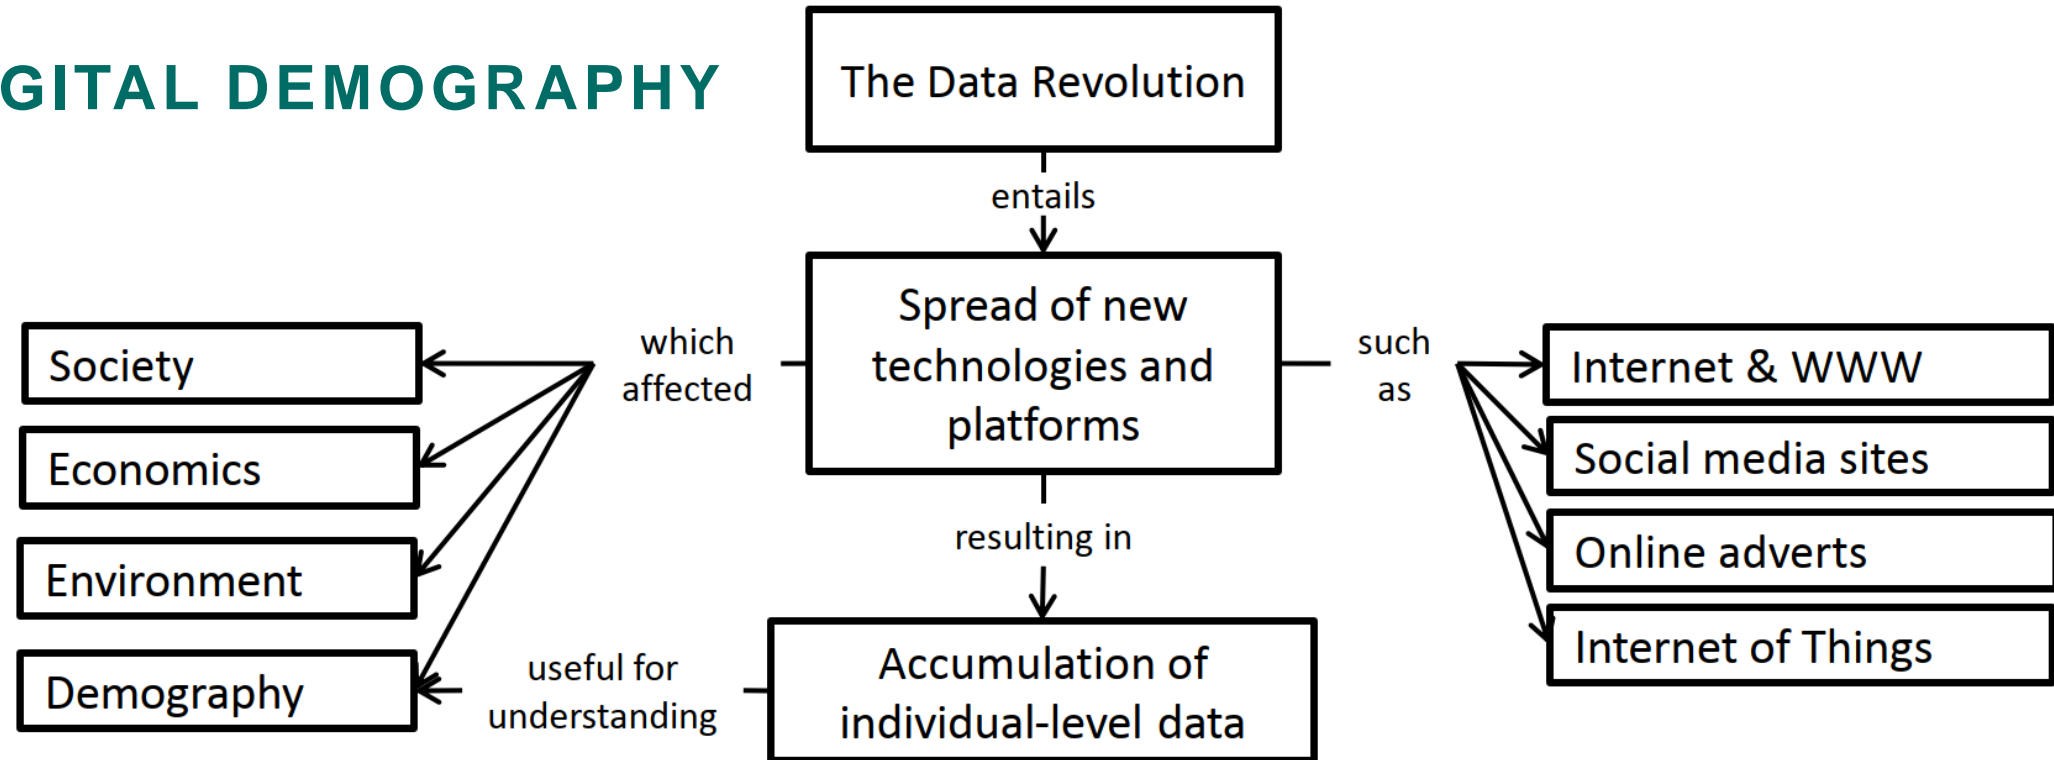 GITAL DEMOGRAPHY
The Data Revolution
entails
Spread of new
technologies and
platforms
which
affected
such
as
Society
Economics
Environment
Demography
Internet & WWW
Social media sites
Online adverts
Internet of Things
resulting in
Accumulation of
individual-level data
useful for
understanding